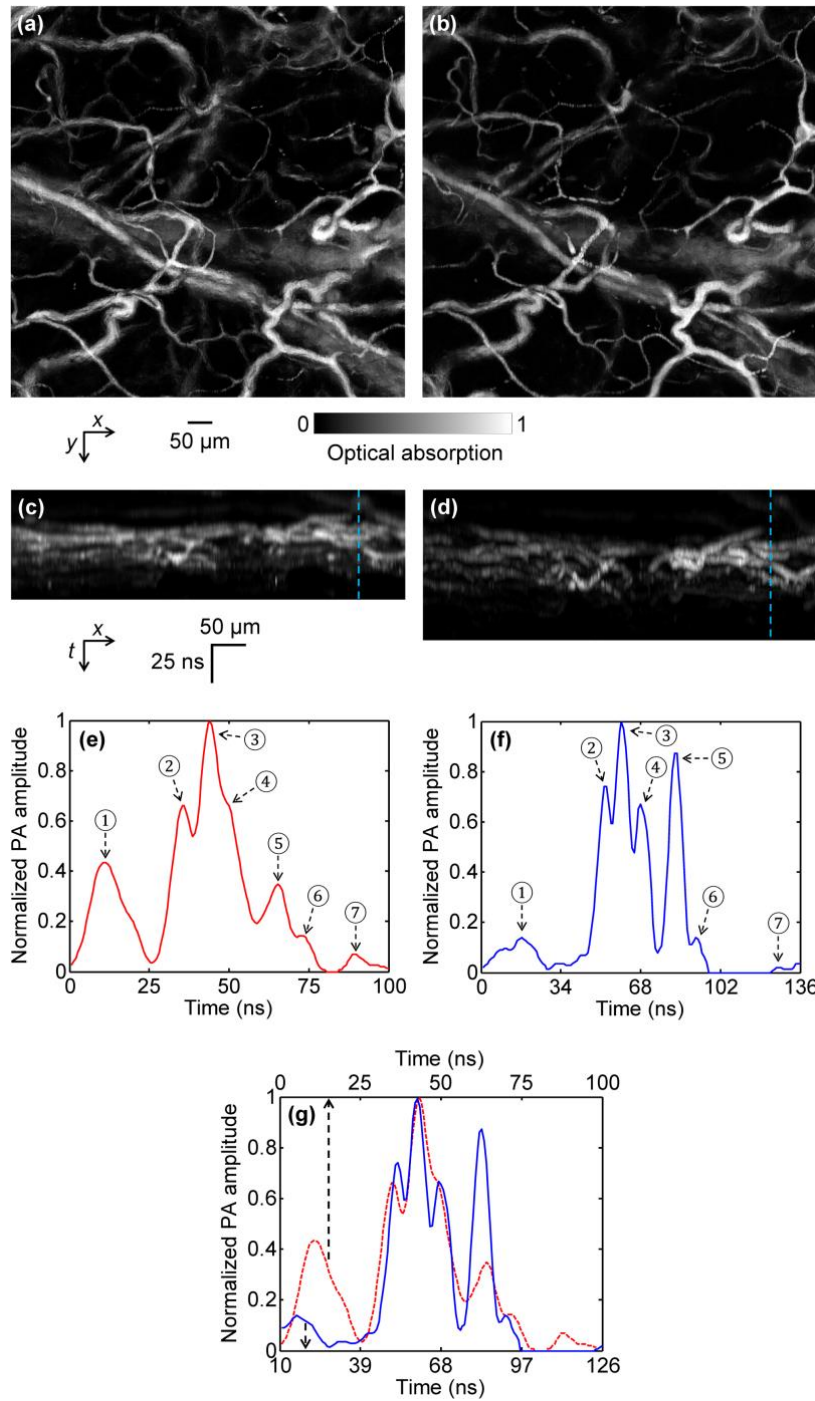 (a)
(b)
x
y
50 µm
0
1
Optical absorption
(c)
(d)
x
t
50 µm
25 ns
(e)
1
0.8
0.6
0.4
0.2
0
Normalized PA amplitude
①
②
③
④
⑤
⑥
⑦
0 25 50 75 100
Time (ns)
(f)
1
0.8
0.6
0.4
0.2
0
Normalized PA amplitude
①
②
③
④
⑤
⑥
⑦
0 34 68 102 136
Time (ns)
Time (ns)
0 25 50 75 100
(g)
1
0.8
0.6
0.4
0.2
0
Normalized PA amplitude
10 39 68 97 126
Time (ns)